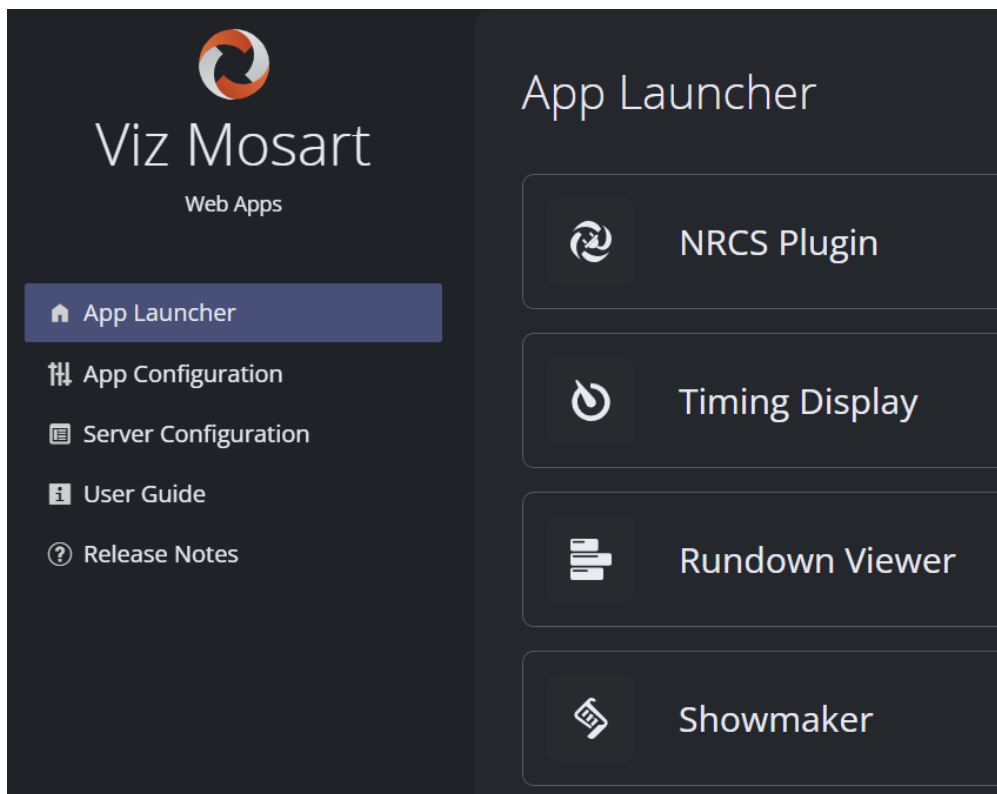 Viz Mosart
Web Apps
App Launcher
App Configuration
Server Configuration
User Guide
Release Notes
App Launcher
NRCS Plugin
Timing Display
Rundown Viewer
Showmaker